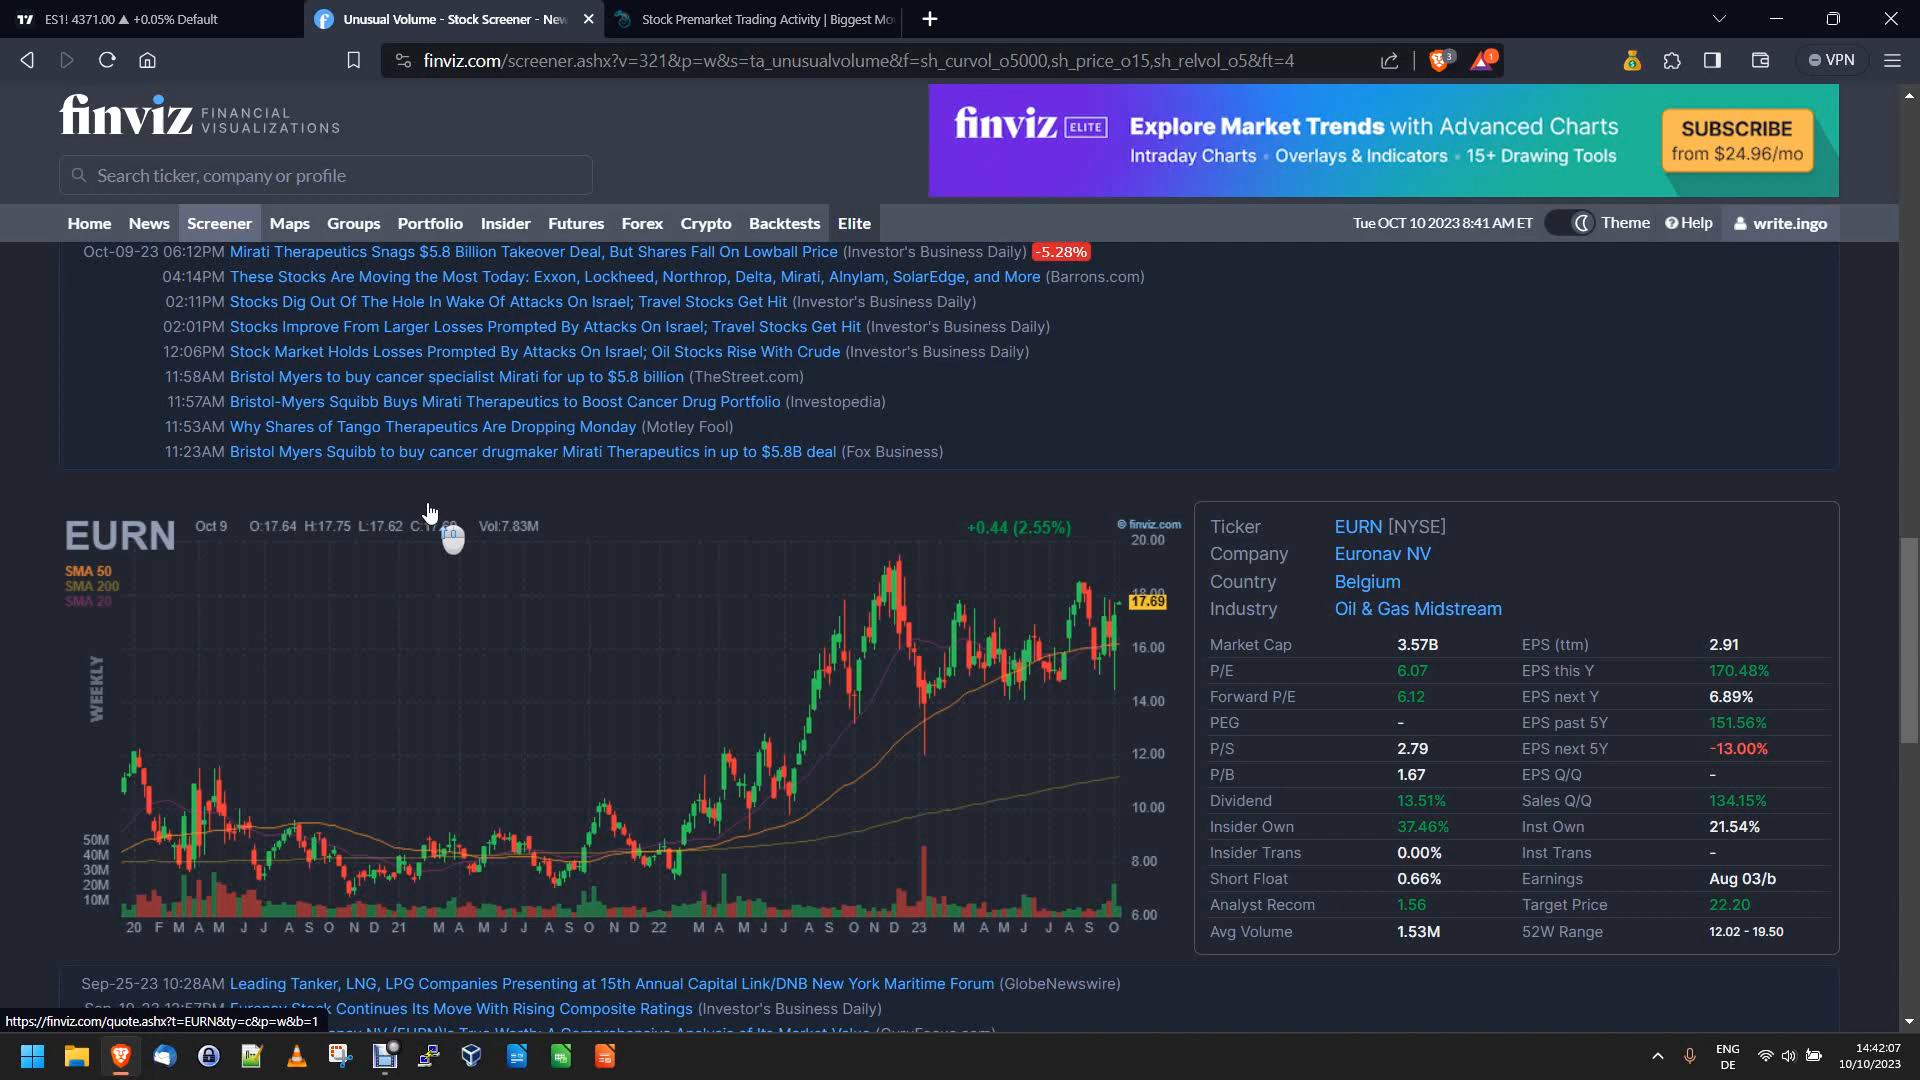 ES1! 4371.00 ▲ +0.05% Default
Unusual Volume - Stock Screener - New
Stock Premarket Trading Activity | Biggest Mo
finviz.com/screener.ashx?v=321&p=w&s=ta_unusualvolume&f=sh_curvol_o5000,sh_price_o15,sh_relvol_o5&ft=4
3
1
VPN
finviz FINANCIAL VISUALIZATIONS
Search ticker, company or profile
finviz ELITE
Explore Market Trends with Advanced Charts
Intraday Charts • Overlays & Indicators • 15+ Drawing Tools
SUBSCRIBE
from $24.96/mo
Home News Screener Maps Groups Portfolio Insider Futures Forex Crypto Backtests Elite
Tue OCT 10 2023 8:41 AM ET Theme Help write.ingo
Oct-09-23 06:12PM Mirati Therapeutics Snags $5.8 Billion Takeover Deal, But Shares Fall On Lowball Price (Investor's Business Daily) -5.28%
04:14PM These Stocks Are Moving the Most Today: Exxon, Lockheed, Northrop, Delta, Mirati, Alnylam, SolarEdge, and More (Barrons.com)
02:11PM Stocks Dig Out Of The Hole In Wake Of Attacks On Israel; Travel Stocks Get Hit (Investor's Business Daily)
02:01PM Stocks Improve From Larger Losses Prompted By Attacks On Israel; Travel Stocks Get Hit (Investor's Business Daily)
12:06PM Stock Market Holds Losses Prompted By Attacks On Israel; Oil Stocks Rise With Crude (Investor's Business Daily)
11:58AM Bristol Myers to buy cancer specialist Mirati for up to $5.8 billion (TheStreet.com)
11:57AM Bristol-Myers Squibb Buys Mirati Therapeutics to Boost Cancer Drug Portfolio (Investopedia)
11:53AM Why Shares of Tango Therapeutics Are Dropping Monday (Motley Fool)
11:23AM Bristol Myers Squibb to buy cancer drugmaker Mirati Therapeutics in up to $5.8B deal (Fox Business)
EURN Oct 9 O:17.64 H:17.75 L:17.62 Vol:7.83M +0.44 (2.55%) © finviz.com
SMA 50
SMA 200
SMA 20
WEEKLY
20.00
18.00
17.69
16.00
14.00
12.00
10.00
8.00
6.00
50M
40M
30M
20M
10M
20 F M A M J J A S O N D 21 M A M J J A S O N D 22 M A M J J A S O N D 23 M A M J J A S O
Ticker EURN [NYSE]
Company Euronav NV
Country Belgium
Industry Oil & Gas Midstream
Market Cap 3.57B EPS (ttm) 2.91
P/E 6.07 EPS this Y 170.48%
Forward P/E 6.12 EPS next Y 6.89%
PEG - EPS past 5Y 151.56%
P/S 2.79 EPS next 5Y -13.00%
P/B 1.67 EPS Q/Q -
Dividend 13.51% Sales Q/Q 134.15%
Insider Own 37.46% Inst Own 21.54%
Insider Trans 0.00% Inst Trans -
Short Float 0.66% Earnings Aug 03/b
Analyst Recom 1.56 Target Price 22.20
Avg Volume 1.53M 52W Range 12.02 - 19.50
Sep-25-23 10:28AM Leading Tanker, LNG, LPG Companies Presenting at 15th Annual Capital Link/DNB New York Maritime Forum (GlobeNewswire)
Continues Its Move With Rising Composite Ratings (Investor's Business Daily)
https://finviz.com/quote.ashx?t=EURN&ty=c&p=w&b=1
ENG
DE
14:42:07
10/10/2023